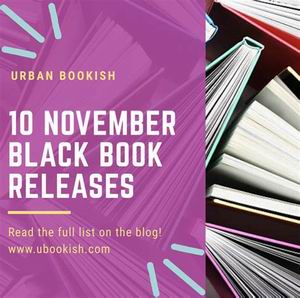 URBAN BOOKISH
10 NOVEMBER
BLACK BOOK
RELEASES
Read the full list on the blog!
www.ubookish.com